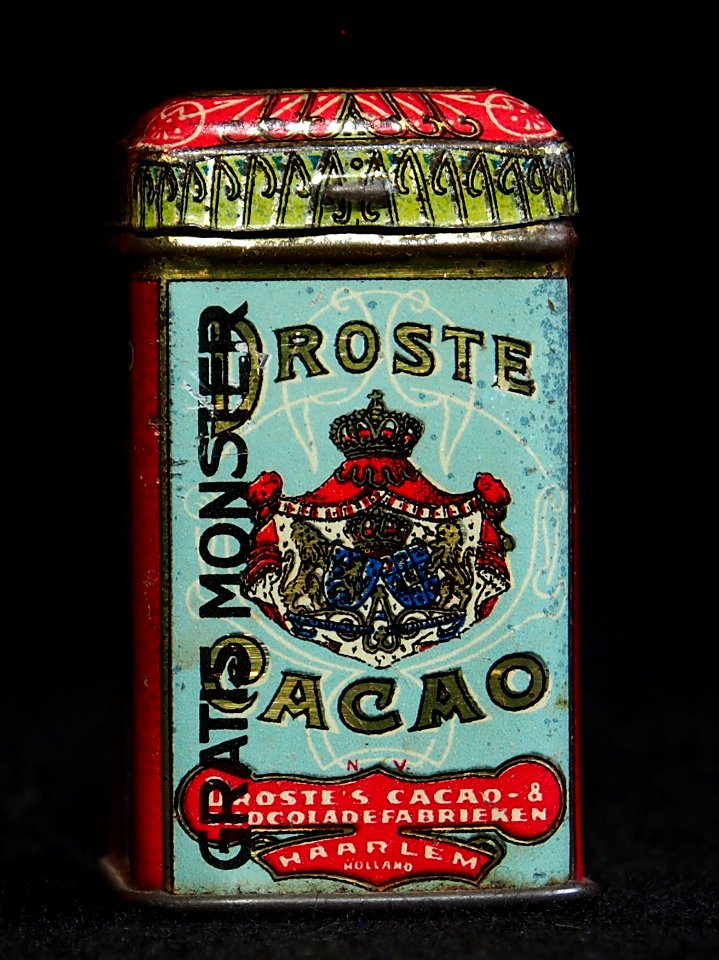 DROSTE
CACAO
N.V.
DROSTE'S CACAO-&
CHOCOLADEFABRIEKEN
HAARLEM
HOLLAND
GRATIS MONSTER